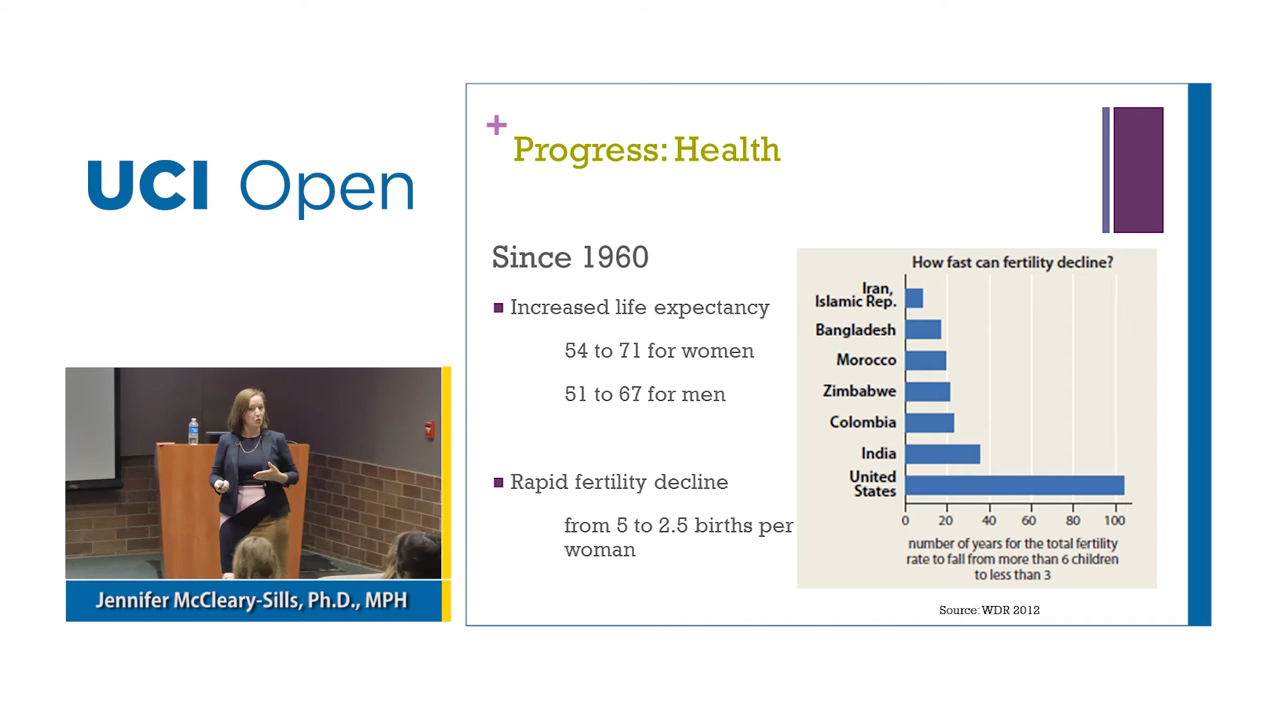 UCI Open
Jennifer McCleary-Sills, Ph.D., MPH
+
Progress: Health
Since 1960
Increased life expectancy
54 to 71 for women
51 to 67 for men
Rapid fertility decline
from 5 to 2.5 births per
woman
How fast can fertility decline?
Iran,
Islamic Rep.
Bangladesh
Morocco
Zimbabwe
Colombia
India
United
States
0 20 40 60 80 100
number of years for the total fertility
rate to fall from more than 6 children
to less than 3
Source: WDR 2012